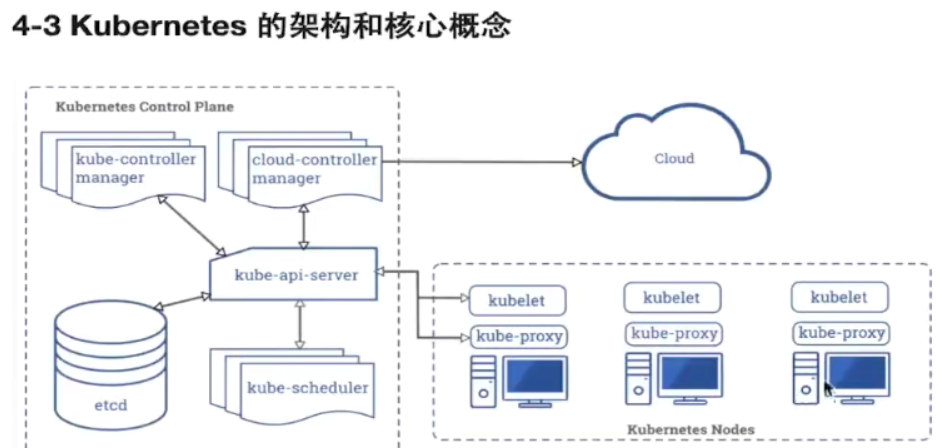 4-3 Kubernetes 的架构和核心概念
Kubernetes Control Plane
kube-controller
manager
cloud-controller
manager
Cloud
kube-api-server
etcd
kube-scheduler
kubelet
kube-proxy
kubelet
kube-proxy
kubelet
kube-proxy
Kubernetes Nodes